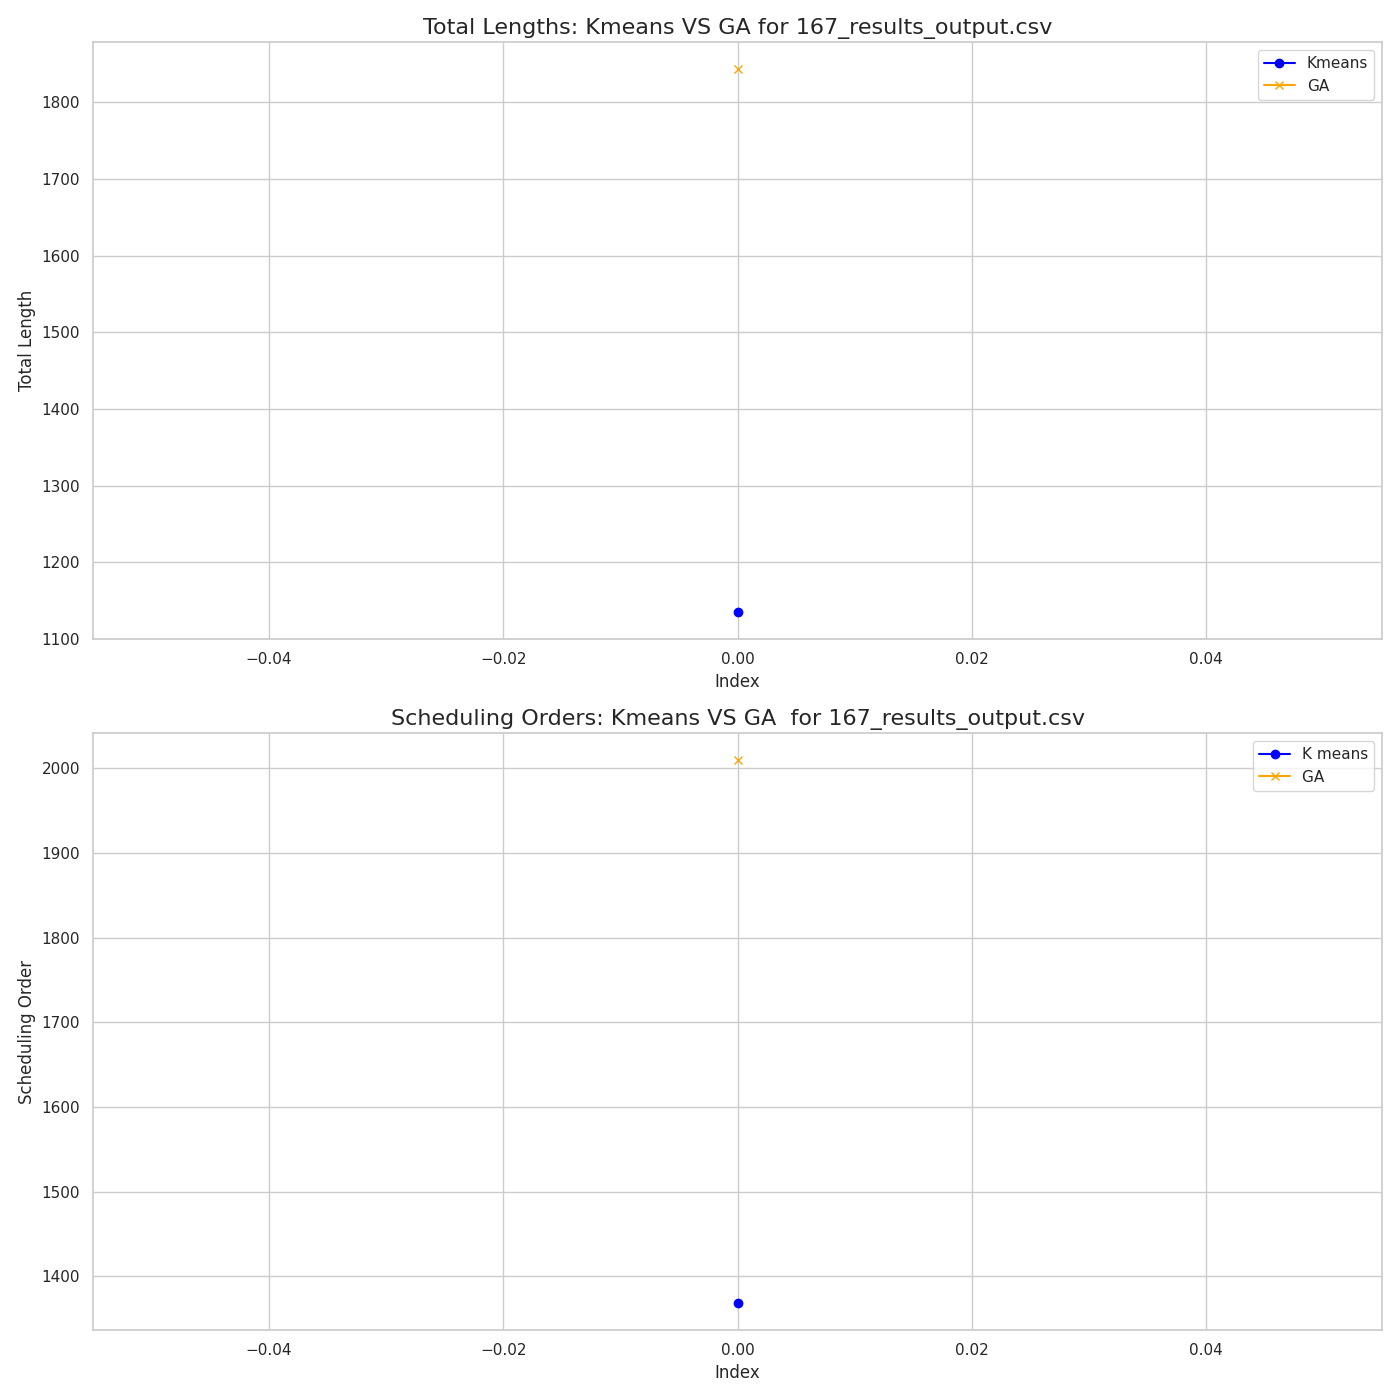 Total Lengths: Kmeans VS GA for 167_results_output.csv
Kmeans
GA
1800
1700
1600
1500
1400
1300
1200
1100
Total Length
−0.04
−0.02
0.00
0.02
0.04
Index
Scheduling Orders: Kmeans VS GA  for 167_results_output.csv
K means
GA
2000
1900
1800
1700
1600
1500
1400
Scheduling Order
−0.04
−0.02
0.00
0.02
0.04
Index